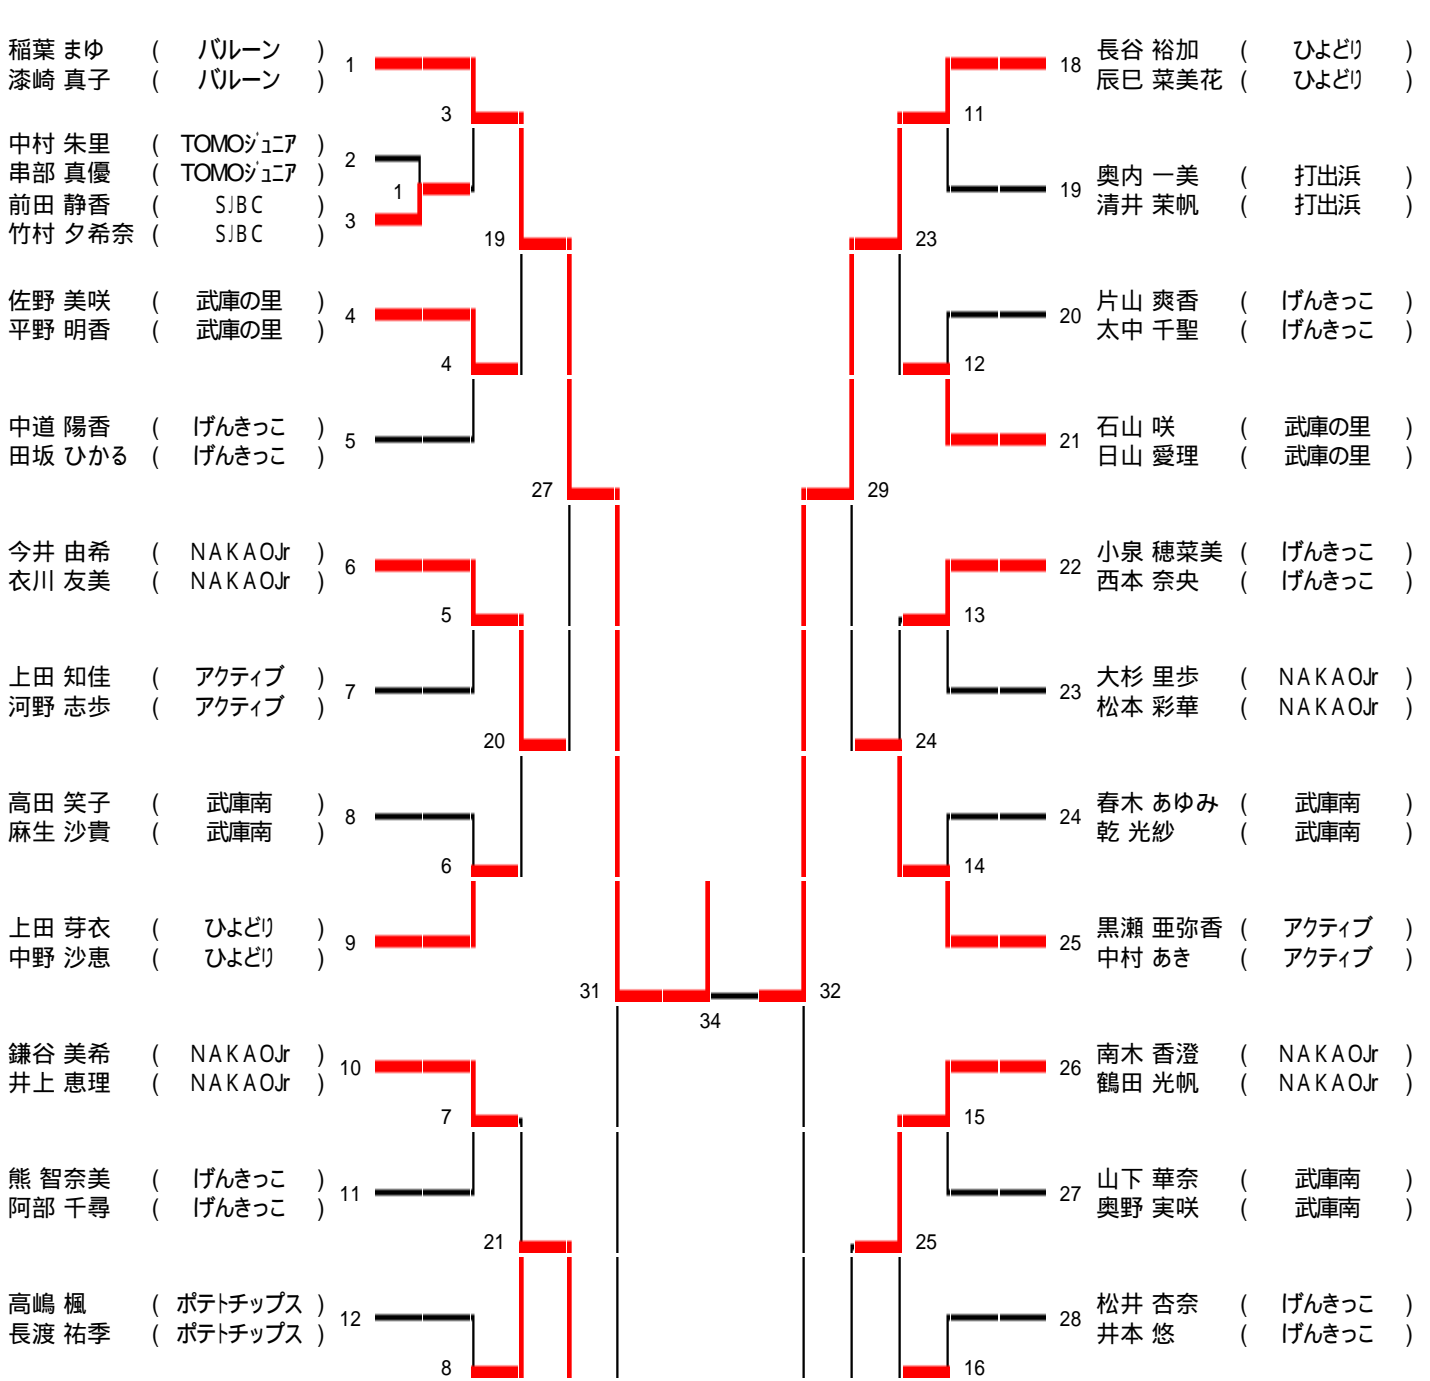 稲葉 まゆ ( バルーン )
漆崎 真子 ( バルーン )
1
3
中村 朱里 ( TOMOジュニア )
串部 真優 ( TOMOジュニア )
2
1
前田 静香 ( SJBC )
竹村 夕希奈 ( SJBC )
3
19
佐野 美咲 ( 武庫の里 )
平野 明香 ( 武庫の里 )
4
4
中道 陽香 ( げんきっこ )
田坂 ひかる ( げんきっこ )
5
27
今井 由希 ( NAKAOJr )
衣川 友美 ( NAKAOJr )
6
5
上田 知佳 ( アクティブ )
河野 志歩 ( アクティブ )
7
20
高田 笑子 ( 武庫南 )
麻生 沙貴 ( 武庫南 )
8
6
上田 芽衣 ( ひよどり )
中野 沙恵 ( ひよどり )
9
31
34
32
鎌谷 美希 ( NAKAOJr )
井上 恵理 ( NAKAOJr )
10
7
熊 智奈美 ( げんきっこ )
阿部 千尋 ( げんきっこ )
11
21
高嶋 楓 ( ポテトチップス )
長渡 祐季 ( ポテトチップス )
12
8
18
長谷 裕加 ( ひよどり )
辰巳 菜美花 ( ひよどり )
11
19
奥内 一美 ( 打出浜 )
清井 茉帆 ( 打出浜 )
23
20
片山 爽香 ( げんきっこ )
太中 千聖 ( げんきっこ )
12
21
石山 咲 ( 武庫の里 )
日山 愛理 ( 武庫の里 )
29
22
小泉 穂菜美 ( げんきっこ )
西本 奈央 ( げんきっこ )
13
23
大杉 里歩 ( NAKAOJr )
松本 彩華 ( NAKAOJr )
24
24
春木 あゆみ ( 武庫南 )
乾 光紗 ( 武庫南 )
14
25
黒瀬 亜弥香 ( アクティブ )
中村 あき ( アクティブ )
26
南木 香澄 ( NAKAOJr )
鶴田 光帆 ( NAKAOJr )
15
27
山下 華奈 ( 武庫南 )
奥野 実咲 ( 武庫南 )
25
28
松井 杏奈 ( げんきっこ )
井本 悠 ( げんきっこ )
16